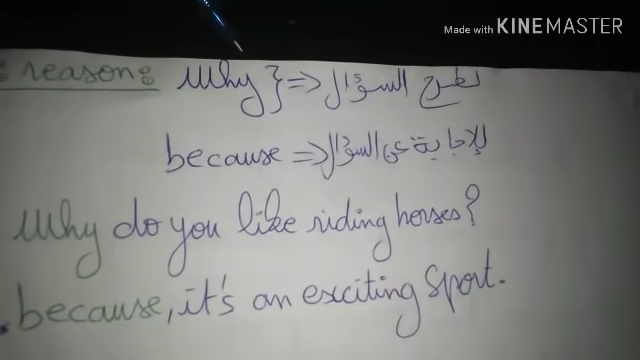 Made with KINEMASTER
: reason: Why } => لطرح السؤال
because => للإجابة عن السؤال
Why do you like riding horses?
. because, it's an exciting sport.